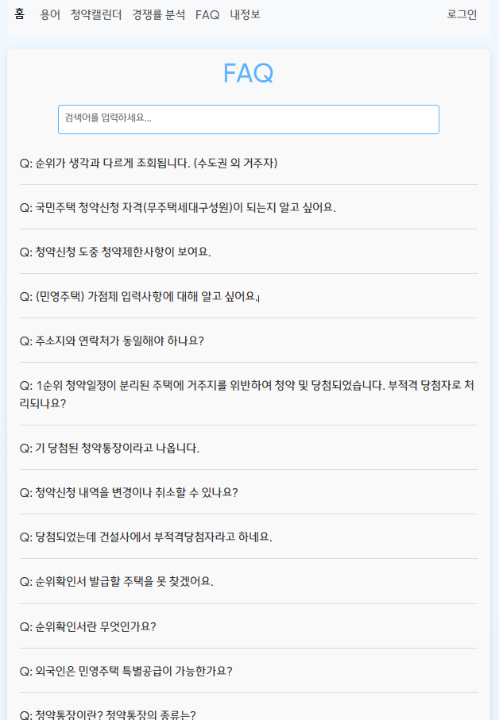 홈 용어 청약캘린더 경쟁률 분석 FAQ 내정보 로그인
FAQ
검색어를 입력하세요...
Q: 순위가 생각과 다르게 조회됩니다. (수도권 외 거주자)
Q: 국민주택 청약신청 자격(무주택세대구성원)이 되는지 알고 싶어요.
Q: 청약신청 도중 청약제한사항이 보여요.
Q: (민영주택) 가점제 입력사항에 대해 알고 싶어요.
Q: 주소지와 연락처가 동일해야 하나요?
Q: 1순위 청약일정이 분리된 주택에 거주지를 위반하여 청약 및 당첨되었습니다. 부적격 당첨자로 처
리되나요?
Q: 기 당첨된 청약통장이라고 나옵니다.
Q: 청약신청 내역을 변경이나 취소할 수 있나요?
Q: 당첨되었는데 건설사에서 부적격당첨자라고 하네요.
Q: 순위확인서 발급할 주택을 못 찾겠어요.
Q: 순위확인서란 무엇인가요?
Q: 외국인은 민영주택 특별공급이 가능한가요?
Q: 청약통장이란? 청약통장의 종류는?